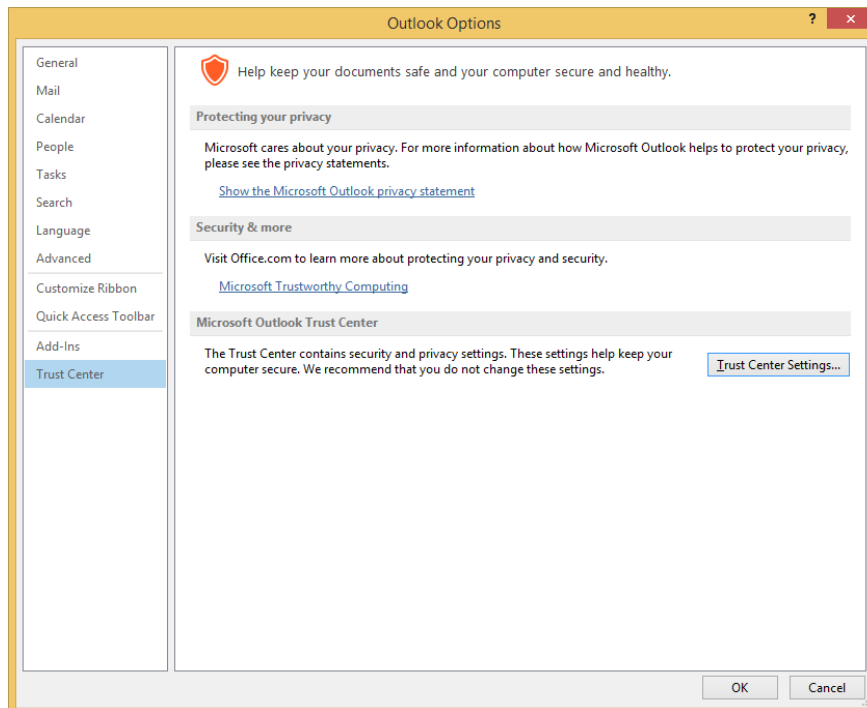 Outlook Options
?
×
General
Mail
Calendar
People
Tasks
Search
Language
Advanced
Customize Ribbon
Quick Access Toolbar
Add-Ins
Trust Center
Help keep your documents safe and your computer secure and healthy.
Protecting your privacy
Microsoft cares about your privacy. For more information about how Microsoft Outlook helps to protect your privacy,
please see the privacy statements.
Show the Microsoft Outlook privacy statement
Security & more
Visit Office.com to learn more about protecting your privacy and security.
Microsoft Trustworthy Computing
Microsoft Outlook Trust Center
The Trust Center contains security and privacy settings. These settings help keep your
computer secure. We recommend that you do not change these settings.
Trust Center Settings...
OK
Cancel